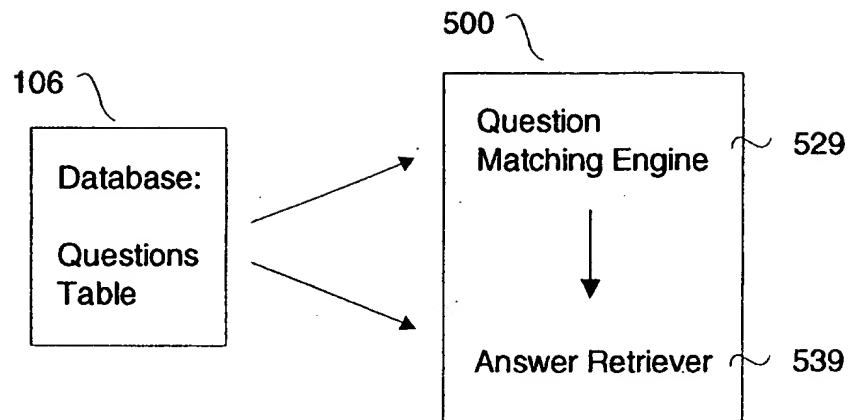 500
106
Question
Matching Engine
529
Database:
Questions
Table
Answer Retriever
539